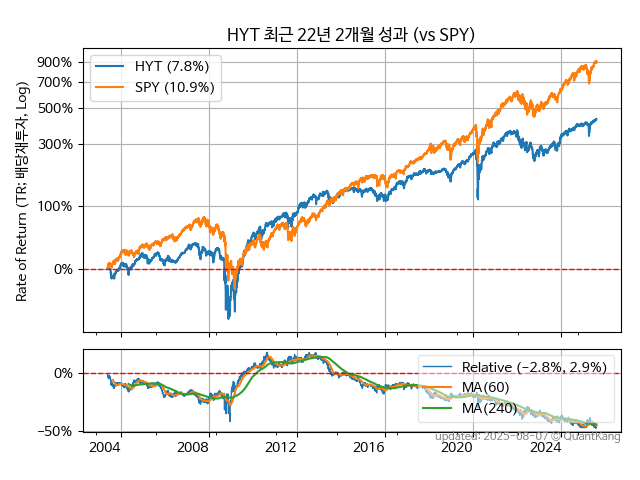 HYT 최근 22년 2개월 성과 (vs SPY)
Rate of Return (TR: 배당재투자, Log)
900%
700%
500%
300%
100%
0%
HYT (7.8%)
SPY (10.9%)
0%
−50%
Relative (−2.8%, 2.9%)
MA(60)
MA(240)
updated: 2025-08-07 © QuantKang
2004 2008 2012 2016 2020 2024